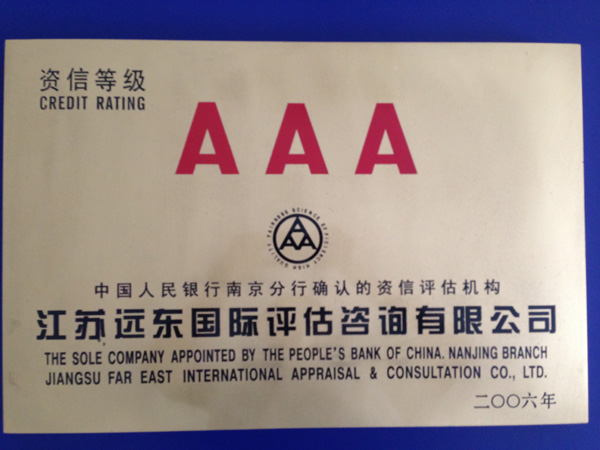 资信等级
CREDIT RATING
AAA
中国人民银行南京分行确认的资信评估机构
江苏远东国际评估咨询有限公司
THE SOLE COMPANY APPOINTED BY THE PEOPLE'S BANK OF CHINA. NANJING BRANCH
JIANGSU FAR EAST INTERNATIONAL APPRAISAL & CONSULTATION CO., LTD.
二〇〇六年